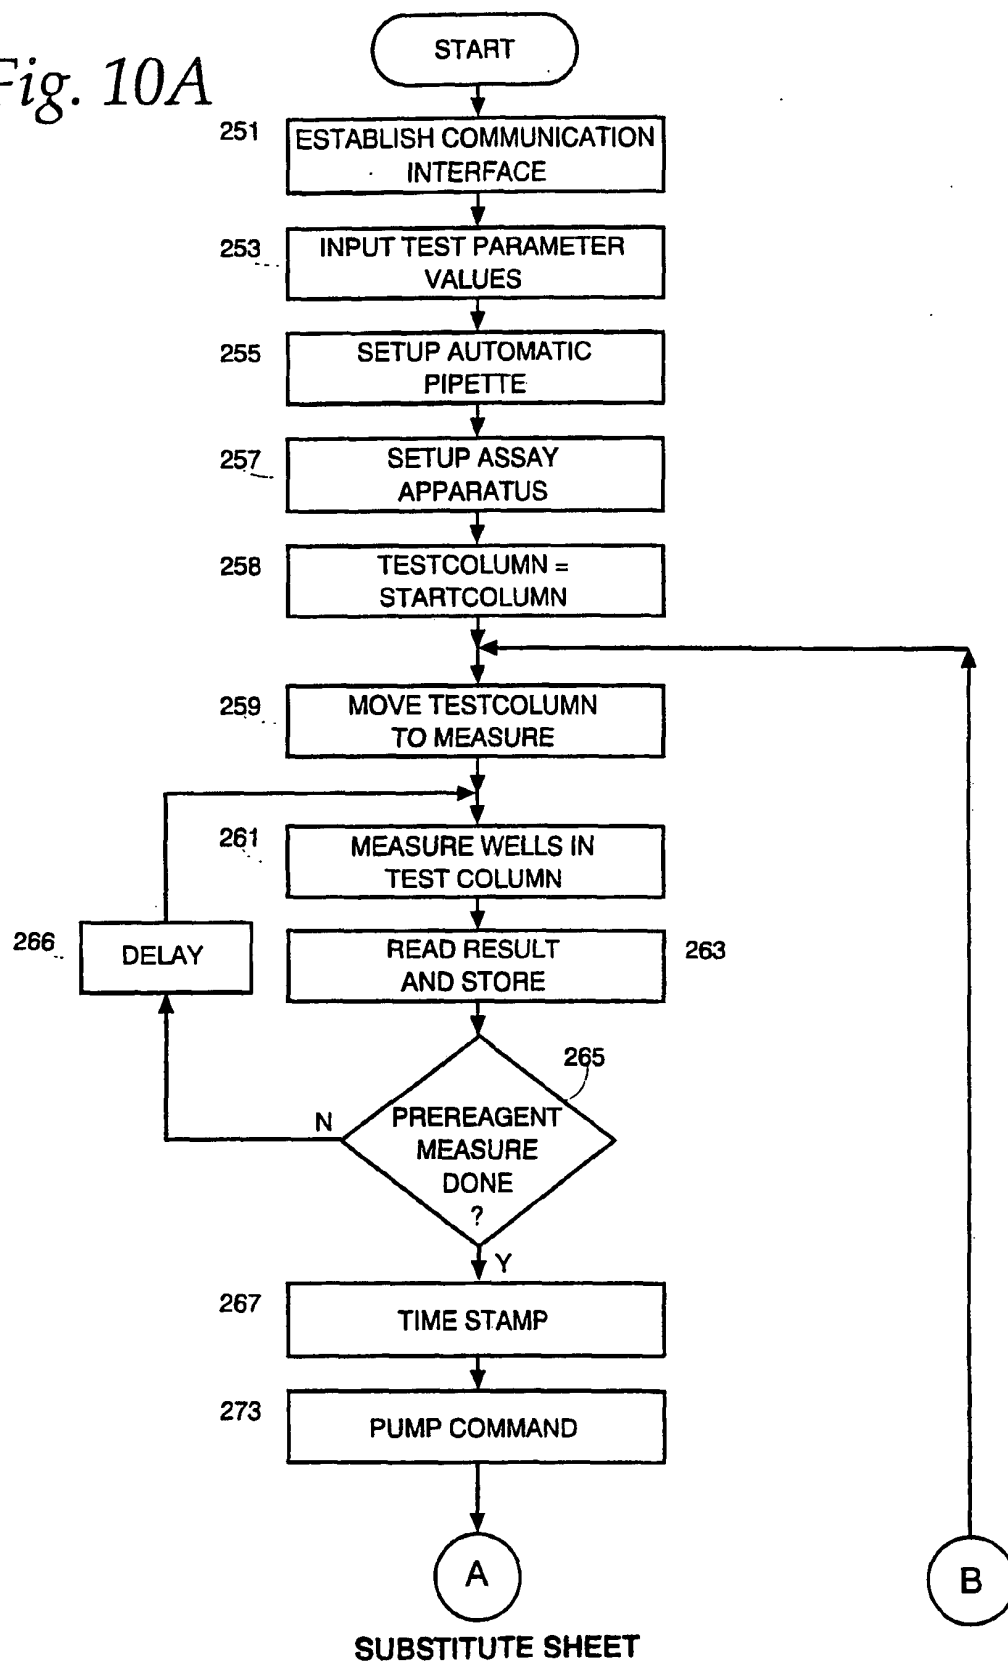 Fig. 10A
START
251
ESTABLISH COMMUNICATION
INTERFACE
253
INPUT TEST PARAMETER
VALUES
255
SETUP AUTOMATIC
PIPETTE
257
SETUP ASSAY
APPARATUS
258
TESTCOLUMN =
STARTCOLUMN
259
MOVE TESTCOLUMN
TO MEASURE
261
MEASURE WELLS IN
TEST COLUMN
266
DELAY
READ RESULT
AND STORE
263
265
N
PREREAGENT
MEASURE
DONE
?
Y
267
TIME STAMP
273
PUMP COMMAND
A
B
SUBSTITUTE SHEET